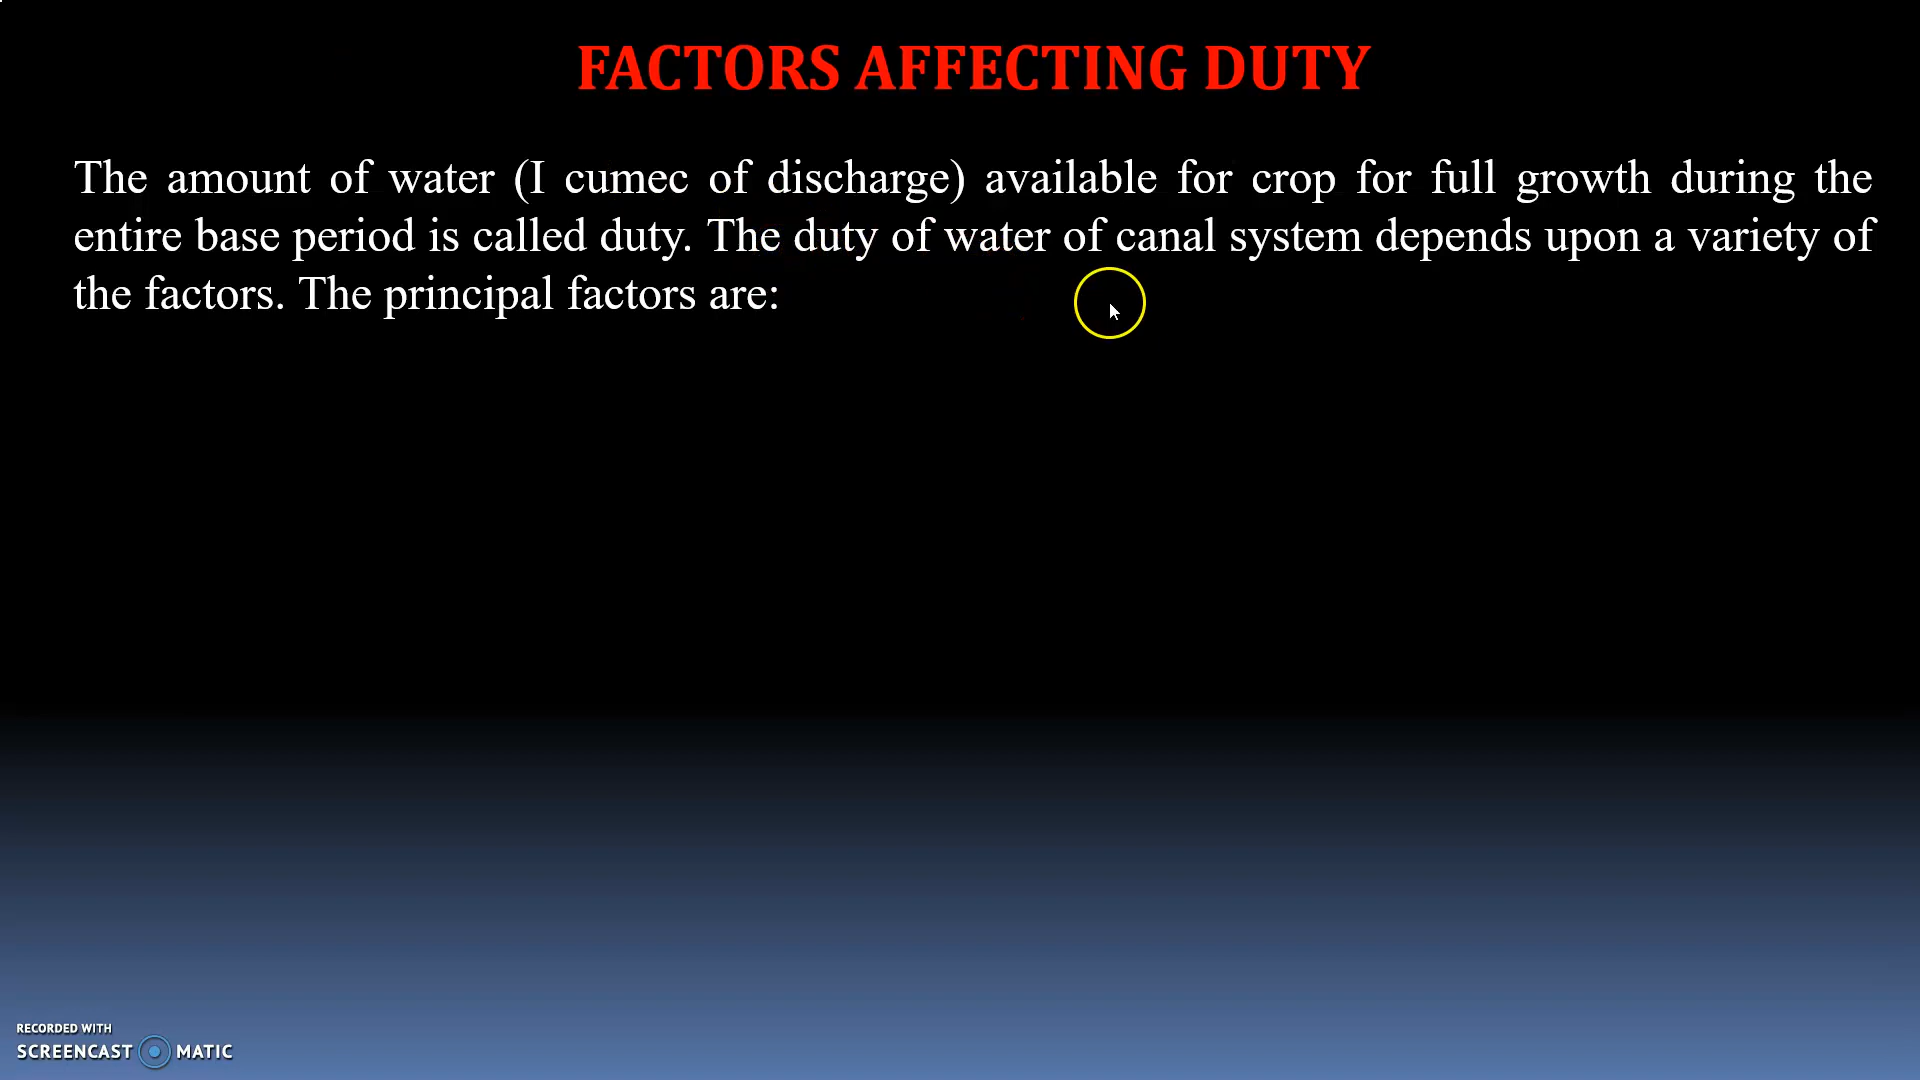 FACTORS AFFECTING DUTY
The amount of water (I cumec of discharge) available for crop for full growth during the
entire base period is called duty. The duty of water of canal system depends upon a variety of
the factors. The principal factors are:
RECORDED WITH
SCREENCAST MATIC